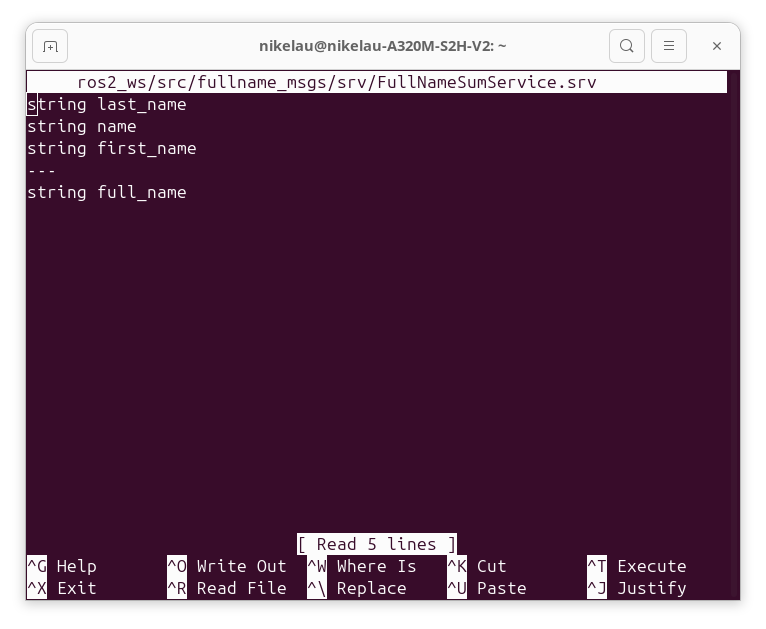 nikelau@nikelau-A320M-S2H-V2: ~
ros2_ws/src/fullname_msgs/srv/FullNameSumService.srv
string last_name
string name
string first_name
---
string full_name
[ Read 5 lines ]
^G Help ^O Write Out ^W Where Is ^K Cut ^T Execute
^X Exit ^R Read File ^\ Replace ^U Paste ^J Justify